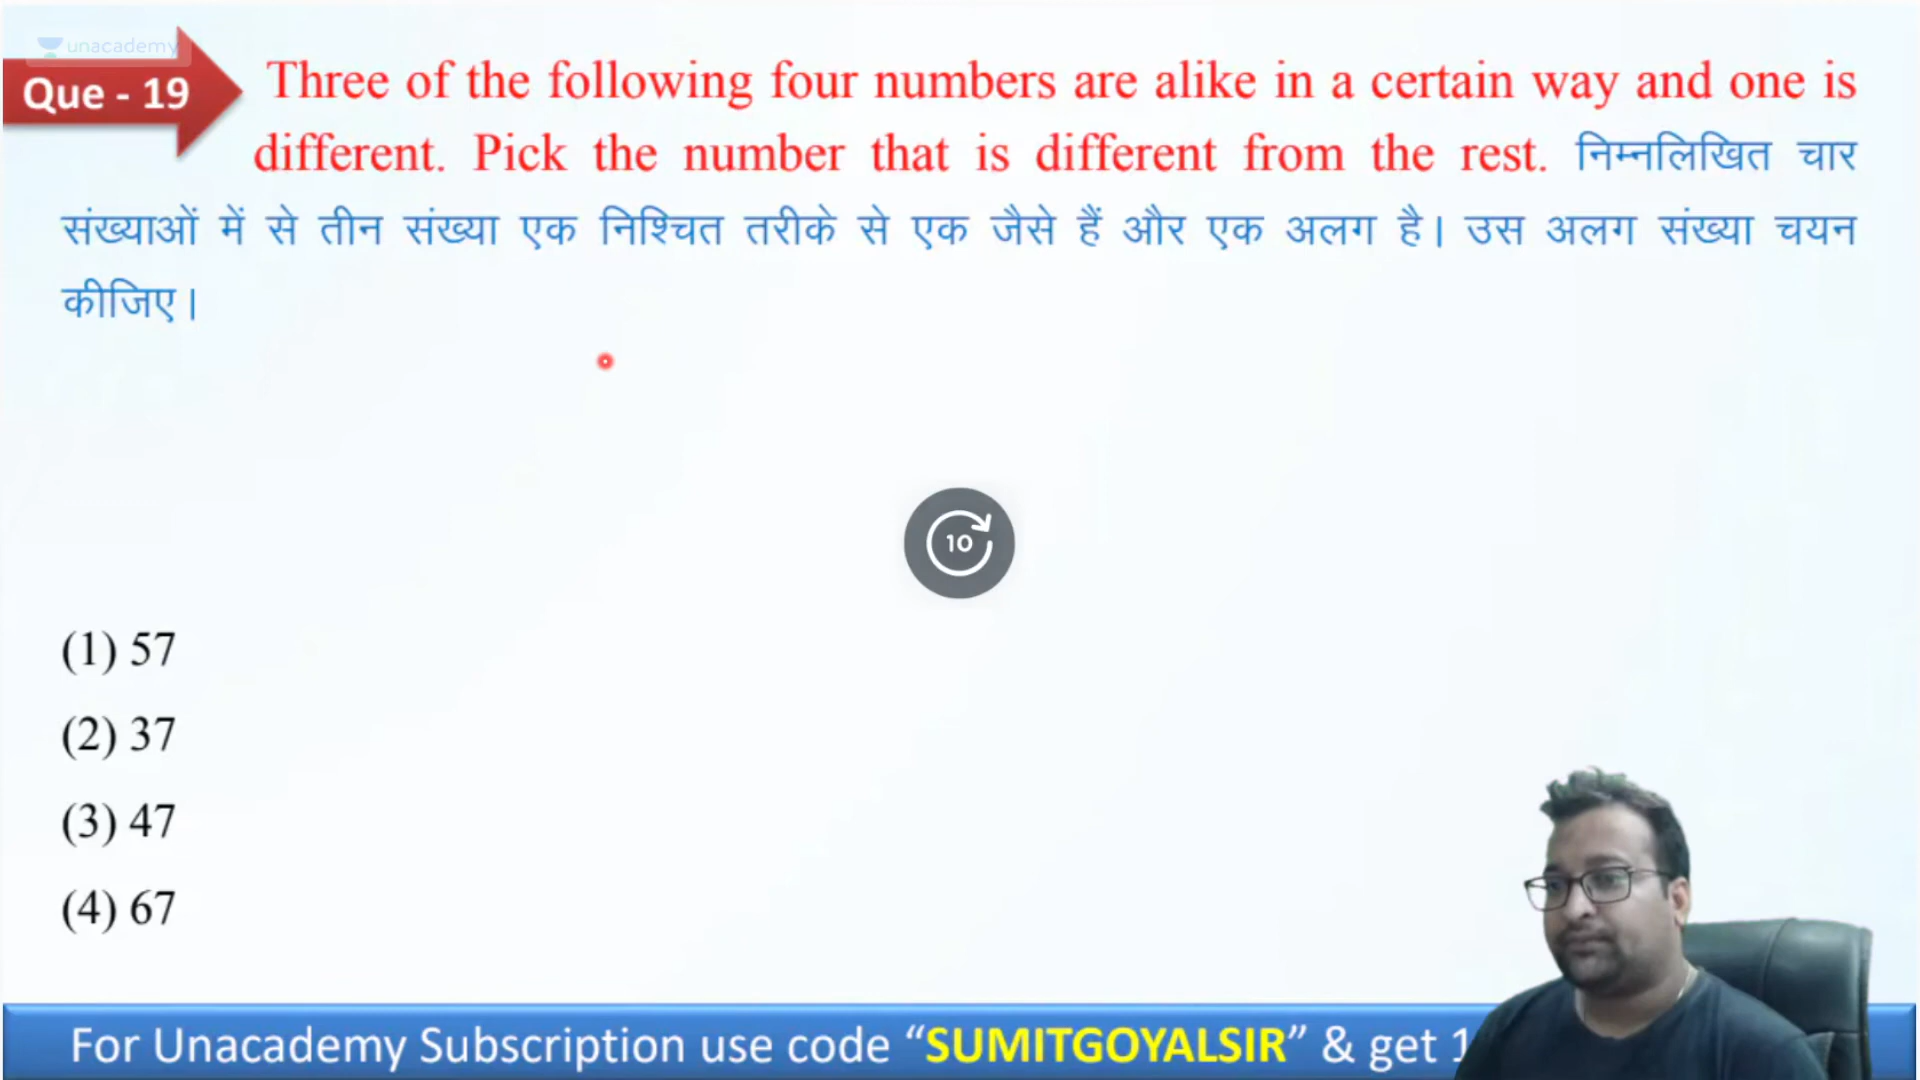 unacademy
Que - 19
Three of the following four numbers are alike in a certain way and one is
different. Pick the number that is different from the rest. निम्नलिखित चार
संख्याओं में से तीन संख्या एक निश्चित तरीके से एक जैसे हैं और एक अलग है। उस अलग संख्या चयन
कीजिए।
10
(1) 57
(2) 37
(3) 47
(4) 67
For Unacademy Subscription use code “SUMITGOYALSIR” & get 1